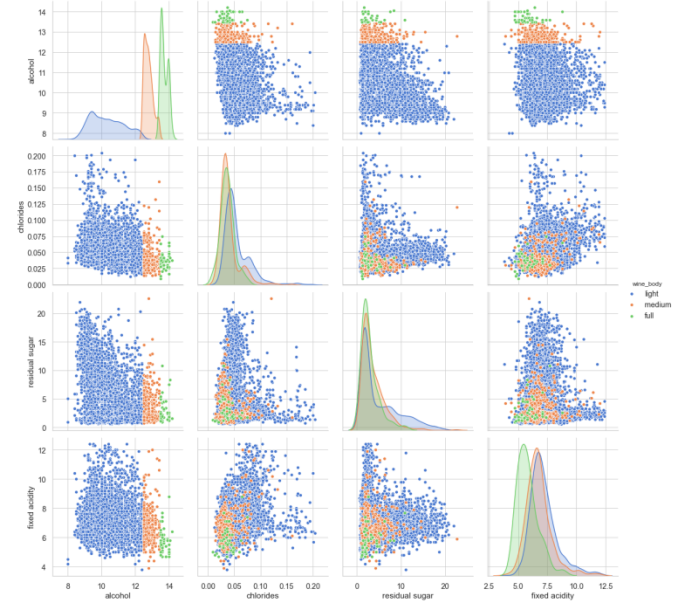 14
13
12
11
10
9
8
alcohol
0.200
0.175
0.150
0.125
0.100
0.075
0.050
0.025
0.000
chlorides
wine_body
light
medium
full
20
15
10
5
0
residual sugar
12
10
8
6
4
fixed acidity
8 10 12 14
alcohol
0.00 0.05 0.10 0.15 0.20
chlorides
0 10 20
residual sugar
2.5 5.0 7.5 10.0 12.5
fixed acidity